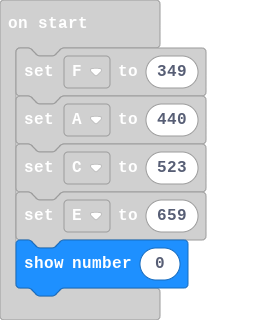 on start
set F to 349
set A to 440
set C to 523
set E to 659
show number 0